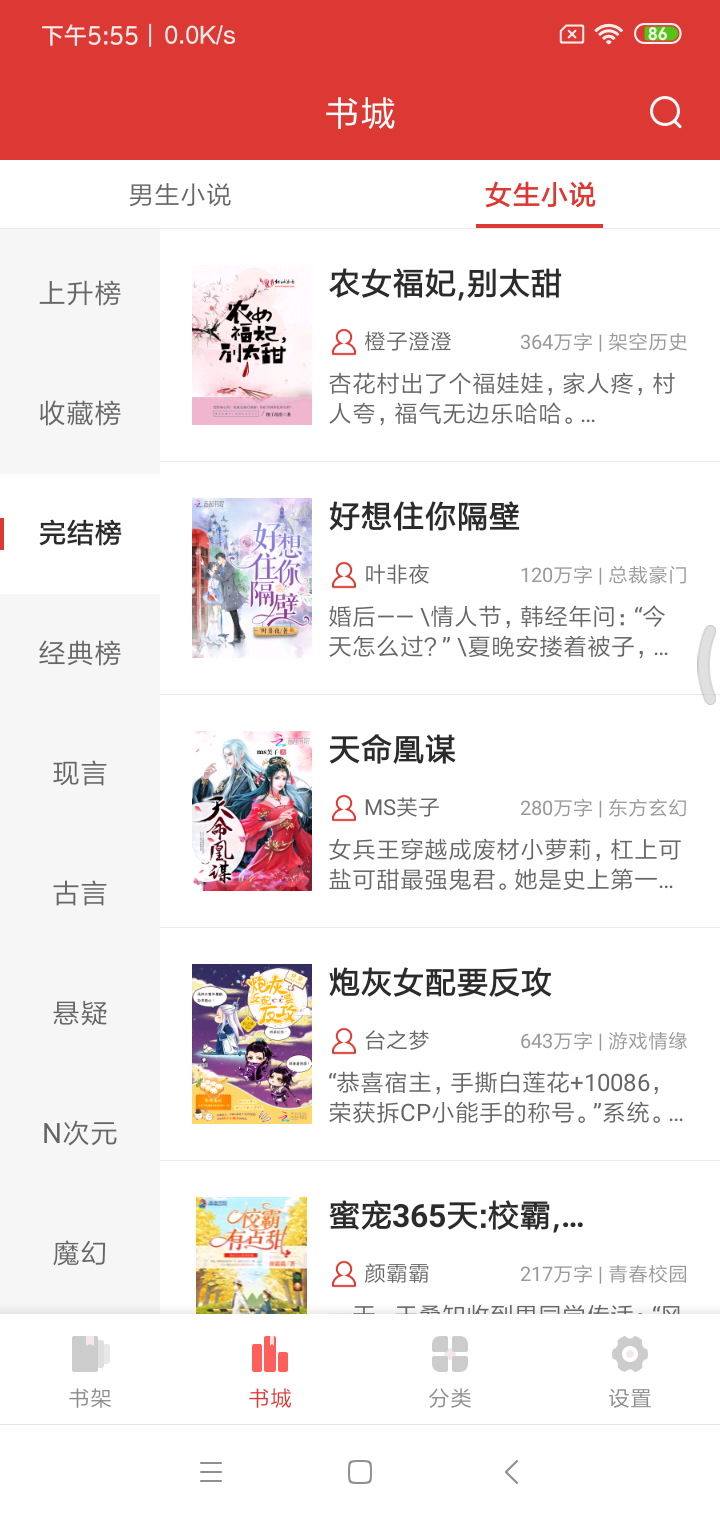 下午5:55 | 0.0K/s
86
书城
男生小说
女生小说
上升榜
收藏榜
完结榜
经典榜
现言
古言
悬疑
N次元
魔幻
农女福妃,别太甜
橙子澄澄
364万字 | 架空历史
杏花村出了个福娃娃，家人疼，村
人夸，福气无边乐哈哈。...
农女
福妃,
别太甜
好想住你隔壁
叶非夜
120万字 | 总裁豪门
婚后—— \情人节，韩经年问：“今
天怎么过？” \夏晚安搂着被子，...
好想
住你
隔壁
叶非夜/著
天命凰谋
MS芙子
280万字 | 东方玄幻
女兵王穿越成废材小萝莉，杠上可
盐可甜最强鬼君。她是史上第一...
ms芙子
天命凰谋
炮灰女配要反攻
台之梦
643万字 | 游戏情缘
“恭喜宿主，手撕白莲花+10086，
荣获拆CP小能手的称号。”系统。...
炮灰
女配要
反攻
蜜宠365天:校霸,...
颜霸霸
217万字 | 青春校园
校霸
有点甜
书架
书城
分类
设置